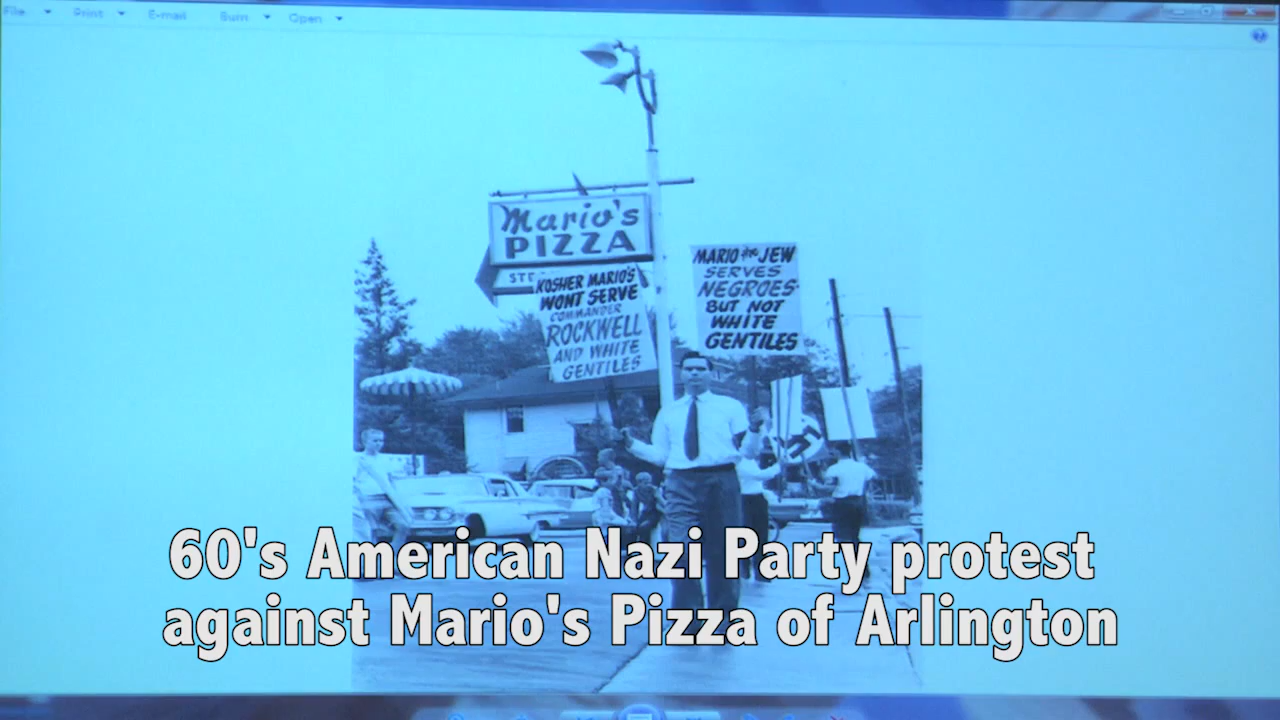 File
Print
E-mail
Burn
Open
Mario's
PIZZA
KOSHER MARIO'S
WONT SERVE
COMMANDER
ROCKWELL
AND WHITE
GENTILES
MARIO the JEW
SERVES
NEGROES
BUT NOT
WHITE
GENTILES
60's American Nazi Party protest
against Mario's Pizza of Arlington